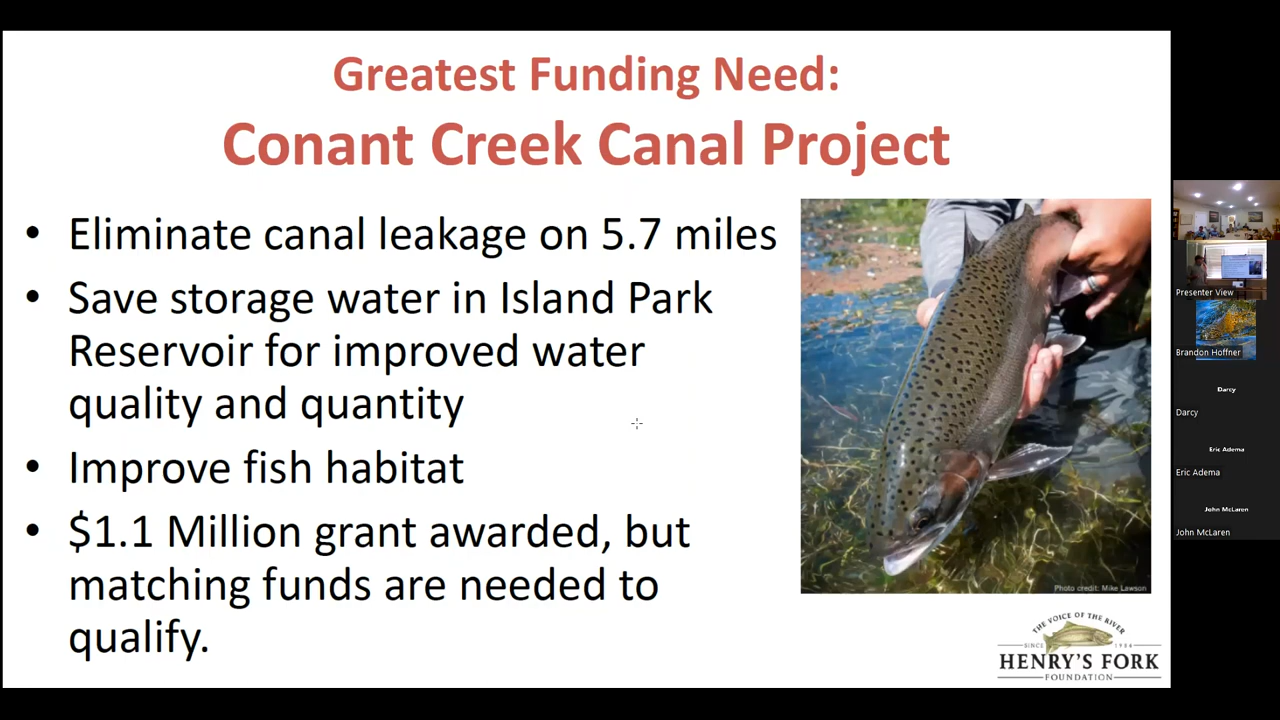 Greatest Funding Need:
Conant Creek Canal Project
• Eliminate canal leakage on 5.7 miles
• Save storage water in Island Park
Reservoir for improved water
quality and quantity
• Improve fish habitat
• $1.1 Million grant awarded, but
matching funds are needed to
qualify.
Photo credit: Mike Lawson
THE VOICE OF THE RIVER
SINCE 1984
HENRY'S FORK
FOUNDATION
Presenter View
Brandon Hoffner
Darcy
Darcy
Eric Adema
Eric Adema
John McLaren
John McLaren